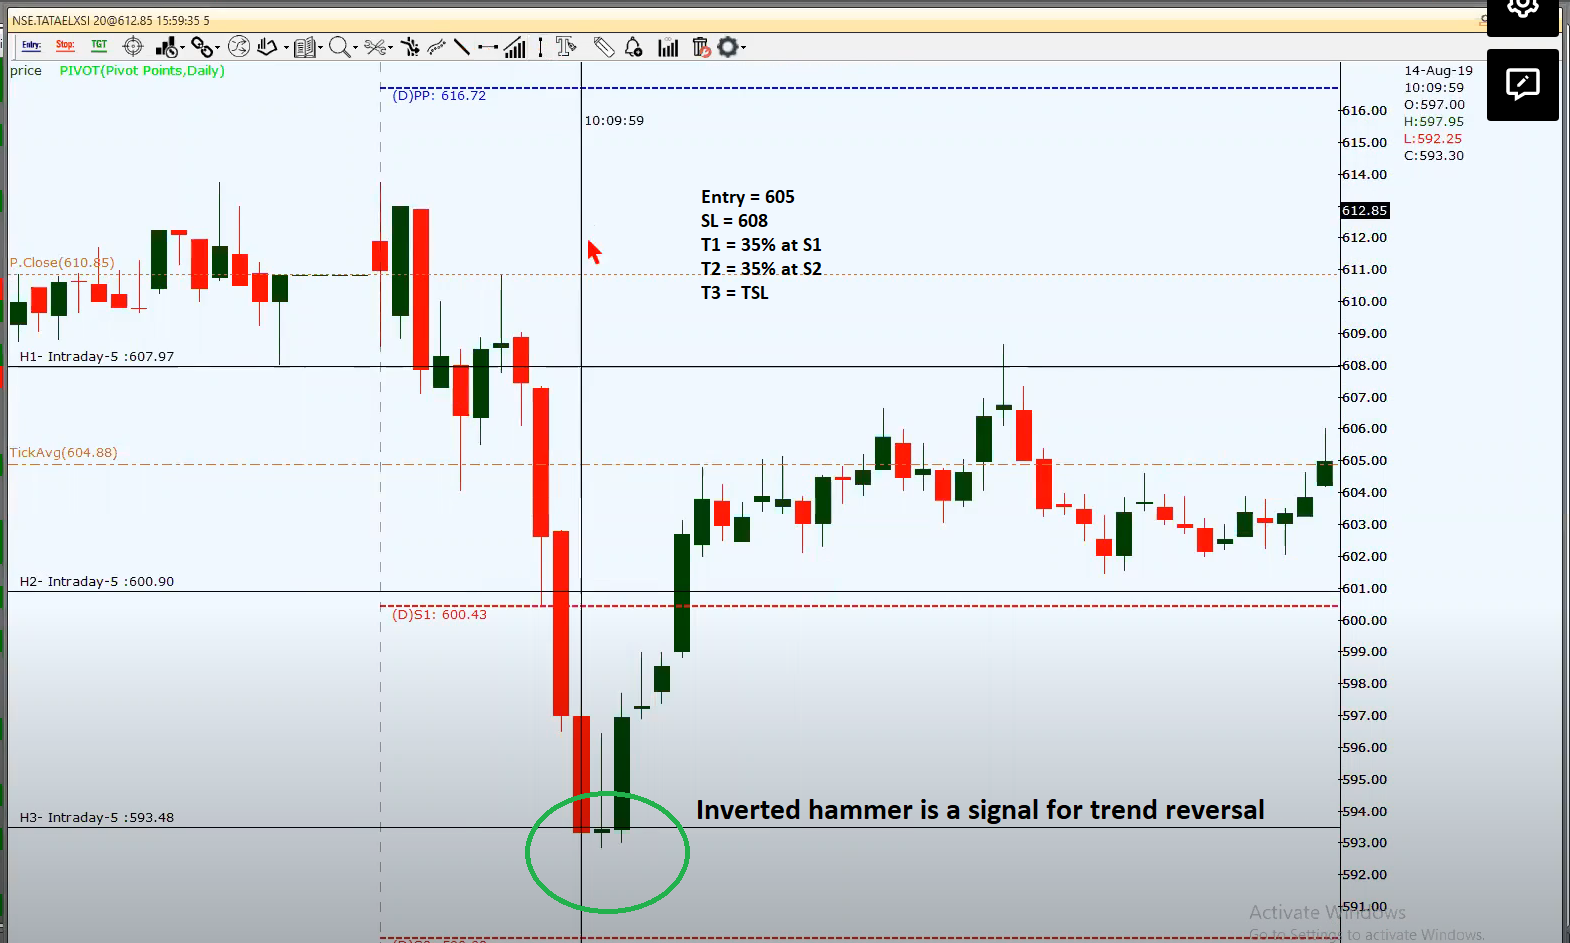 NSE.TATAELXSI 20@612.85 15:59:35 5
Entry: Stop: TGT
price PIVOT(Pivot Points,Daily)
14-Aug-19
10:09:59
O:597.00
H:597.95
L:592.25
C:593.30
(D)PP: 616.72
10:09:59
Entry = 605
SL = 608
T1 = 35% at S1
T2 = 35% at S2
T3 = TSL
P.Close(610.85)
H1- Intraday-5 :607.97
TickAvg(604.88)
H2- Intraday-5 :600.90
(D)S1: 600.43
Inverted hammer is a signal for trend reversal
H3- Intraday-5 :593.48
616.00
615.00
614.00
612.85
612.00
611.00
610.00
609.00
608.00
607.00
606.00
605.00
604.00
603.00
602.00
601.00
600.00
599.00
598.00
597.00
596.00
595.00
594.00
593.00
592.00
591.00
Activate Windows
Go to Settings to activate Windows.